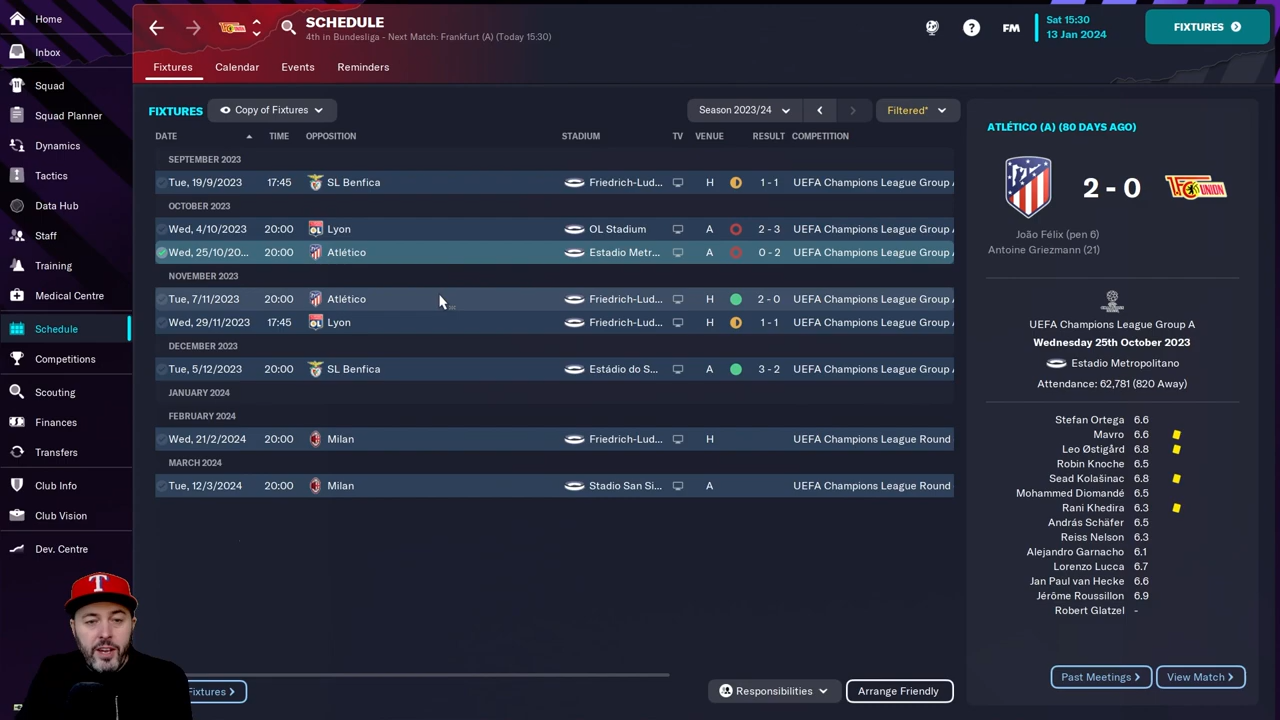 Home
Inbox
Squad
Squad Planner
Dynamics
Tactics
Data Hub
Staff
Training
Medical Centre
Schedule
Competitions
Scouting
Finances
Transfers
Club Info
Club Vision
Dev. Centre
SCHEDULE
4th in Bundesliga - Next Match: Frankfurt (A) (Today 15:30)
FM
Sat 15:30
13 Jan 2024
FIXTURES
Fixtures Calendar Events Reminders
FIXTURES Copy of Fixtures Season 2023/24 Filtered*
DATE TIME OPPOSITION STADIUM TV VENUE RESULT COMPETITION
SEPTEMBER 2023
Tue, 19/9/2023 17:45 SL Benfica Friedrich-Lud... H 1 - 1 UEFA Champions League Group
OCTOBER 2023
Wed, 4/10/2023 20:00 Lyon OL Stadium A 2 - 3 UEFA Champions League Group
Wed, 25/10/20... 20:00 Atlético Estadio Metr... A 0 - 2 UEFA Champions League Group
NOVEMBER 2023
Tue, 7/11/2023 20:00 Atlético Friedrich-Lud... H 2 - 0 UEFA Champions League Group
Wed, 29/11/2023 17:45 Lyon Friedrich-Lud... H 1 - 1 UEFA Champions League Group
DECEMBER 2023
Tue, 5/12/2023 20:00 SL Benfica Estádio do S... A 3 - 2 UEFA Champions League Group
JANUARY 2024
FEBRUARY 2024
Wed, 21/2/2024 20:00 Milan Friedrich-Lud... H UEFA Champions League Round
MARCH 2024
Tue, 12/3/2024 20:00 Milan Stadio San Si... A UEFA Champions League Round
Fixtures
Responsibilities
Arrange Friendly
ATLÉTICO (A) (80 DAYS AGO)
2 - 0
João Félix (pen 6)
Antoine Griezmann (21)
UEFA Champions League Group A
Wednesday 25th October 2023
Estadio Metropolitano
Attendance: 62,781 (820 Away)
Stefan Ortega 6.6
Mavro 6.6
Leo Østigård 6.8
Robin Knoche 6.5
Sead Kolašinac 6.8
Mohammed Diomandé 6.5
Rani Khedira 6.3
András Schäfer 6.5
Reiss Nelson 6.3
Alejandro Garnacho 6.1
Lorenzo Lucca 6.7
Jan Paul van Hecke 6.6
Jérôme Roussillon 6.9
Robert Glatzel -
Past Meetings
View Match